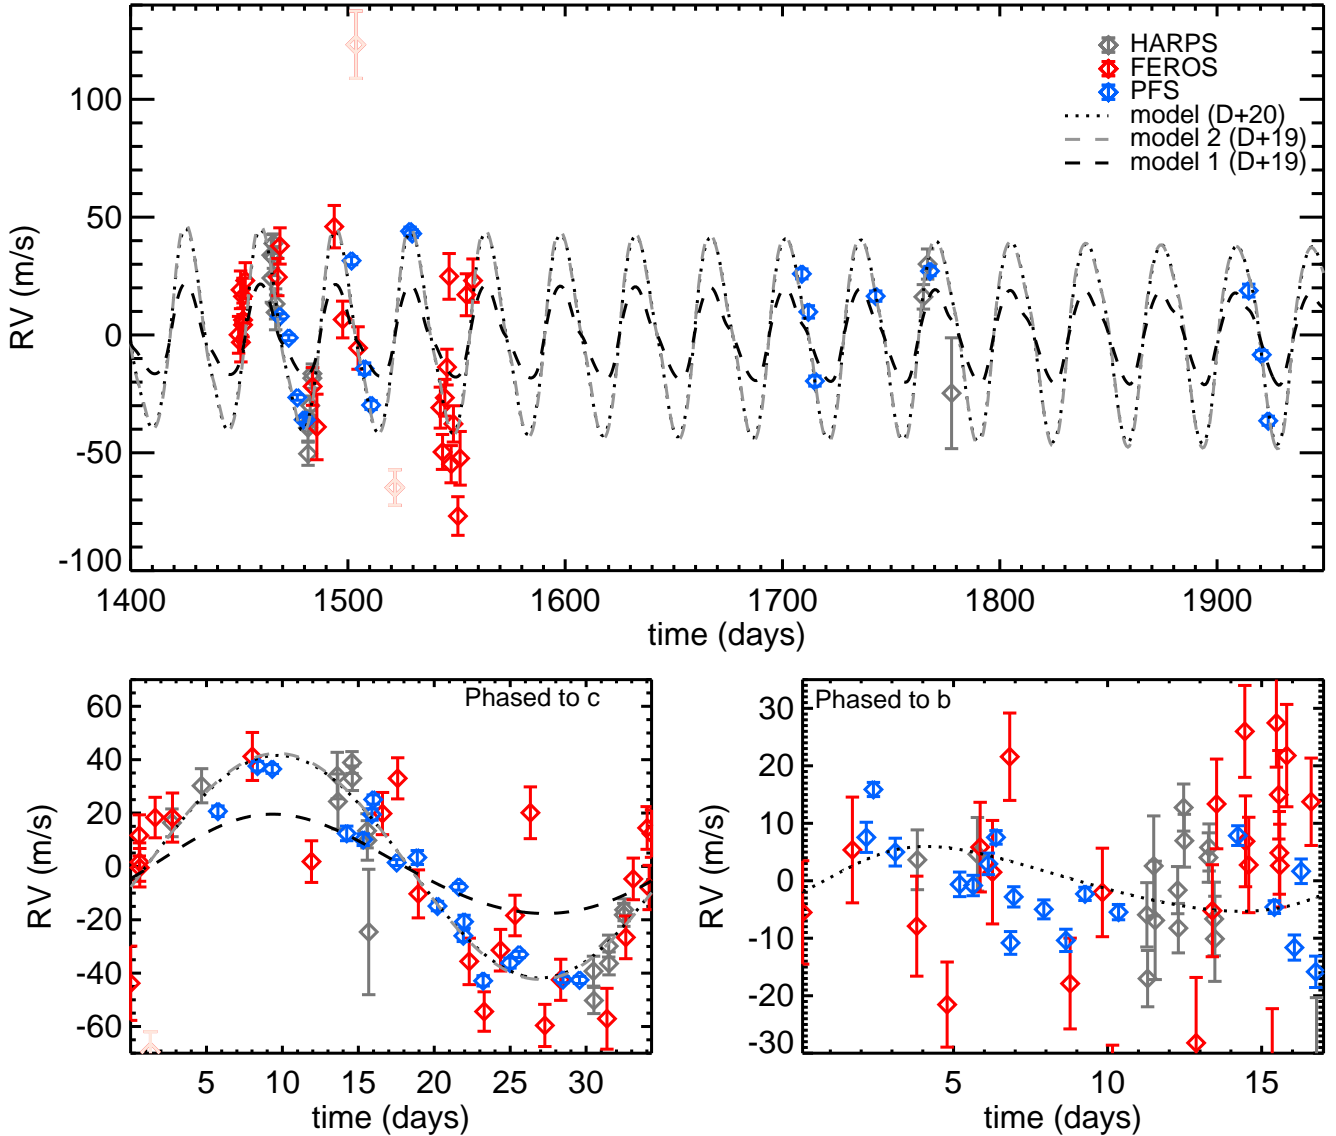 HARPS
FEROS
PFS
model (D+20)
model 2 (D+19)
model 1 (D+19)
100
50
0
-50
-100
RV (m/s)
1400 1500 1600 1700 1800 1900
time (days)
Phased to c
60
40
20
0
-20
-40
-60
RV (m/s)
5 10 15 20 25 30
time (days)
Phased to b
30
20
10
0
-10
-20
-30
RV (m/s)
5 10 15
time (days)